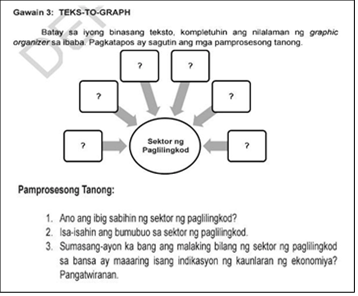 Gawain 3: TEKS-TO-GRAPH
Batay sa iyong binasang teksto, kompletuhin ang nilalaman ng graphic
organizer sa ibaba. Pagkatapos ay sagutin ang mga pamprosesong tanong.
? ?
? ?
? Sektor ng Paglilingkod ?
Pamprosesong Tanong:
1. Ano ang ibig sabihin ng sektor ng paglilingkod?
2. Isa-isahin ang bumubuo sa sektor ng paglilingkod.
3. Sumasang-ayon ka bang ang malaking bilang ng sektor ng paglilingkod
sa bansa ay maaaring isang indikasyon ng kaunlaran ng ekonomiya?
Pangatwiranan.